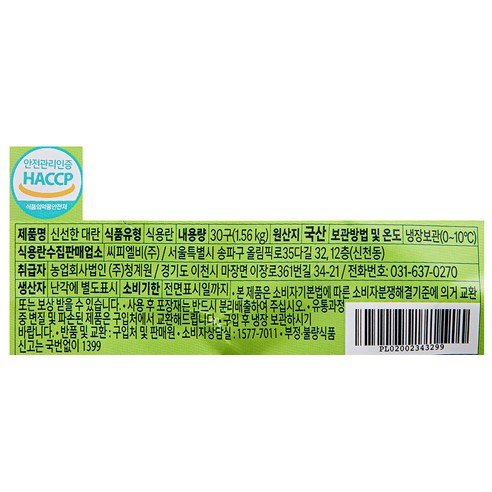 안전관리인증
HACCP
식품의약품안전처
제품명 신선한 대란 식품유형 식용란 내용량 30구(1.56 kg) 원산지 국산 보관방법 및 온도 냉장보관(0~10℃)
식용란수집판매업소 씨피엘비(주)/서울특별시 송파구 올림픽로35다길 32, 12층(신천동)
취급자 농업회사법인 (주)청계원/경기도 이천시 마장면 이장로361번길 34-21/전화번호: 031-637-0270
생산자 난각에 별도표시 소비기한 전면표시 일까지 · 본 제품은 소비자기본법에 따른 소비자분쟁해결기준에 의거 교환
또는 보상 받을 수 있습니다. · 사용 후 포장재는 반드시 분리배출하여 주십시오. · 유통과정
중 변질 및 파손된 제품은 구입처에서 교환해드립니다. · 구입 후 냉장 보관하시기
바랍니다. · 반품 및 교환: 구입처 및 판매원 · 소비자상담실: 1577-7011 · 부정·불량식품
신고는 국번없이 1399
PL02002343299